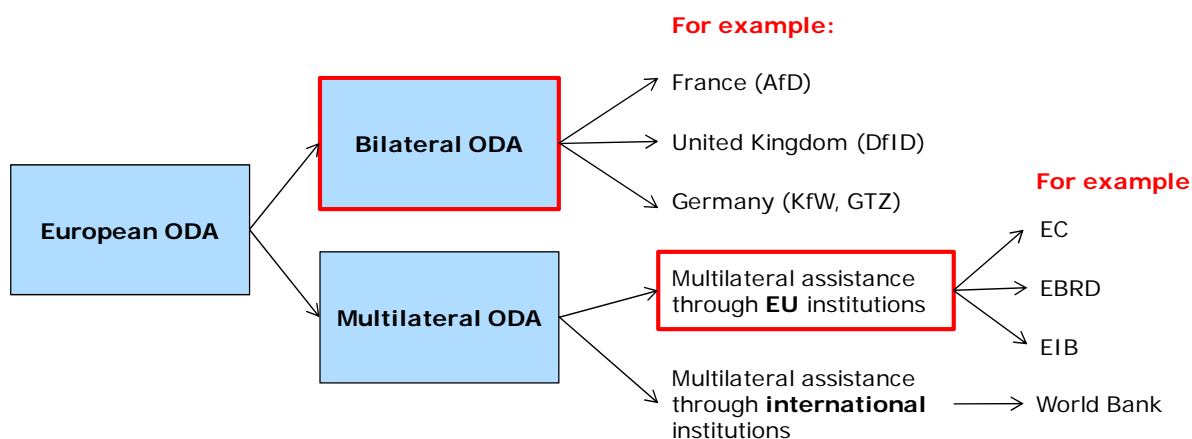 For example:
France (AfD)
Bilateral ODA
United Kingdom (DfID)
Germany (KfW, GTZ)
For example
European ODA
EC
Multilateral assistance
through EU institutions
EBRD
Multilateral ODA
EIB
Multilateral assistance
through international
institutions
World Bank